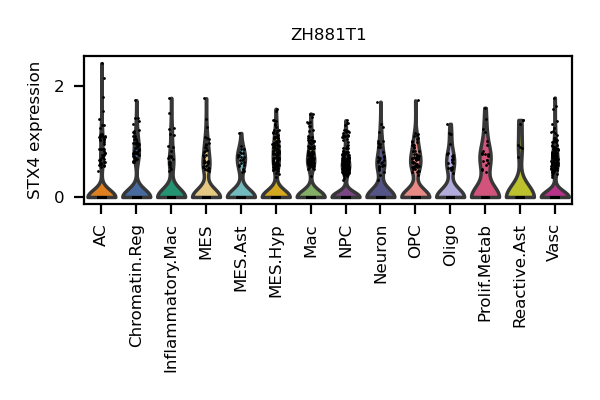 ZH881T1
STX4 expression
2
0
AC
Chromatin.Reg
Inflammatory.Mac
MES
MES.Ast
MES.Hyp
Mac
NPC
Neuron
OPC
Oligo
Prolif.Metab
Reactive.Ast
Vasc